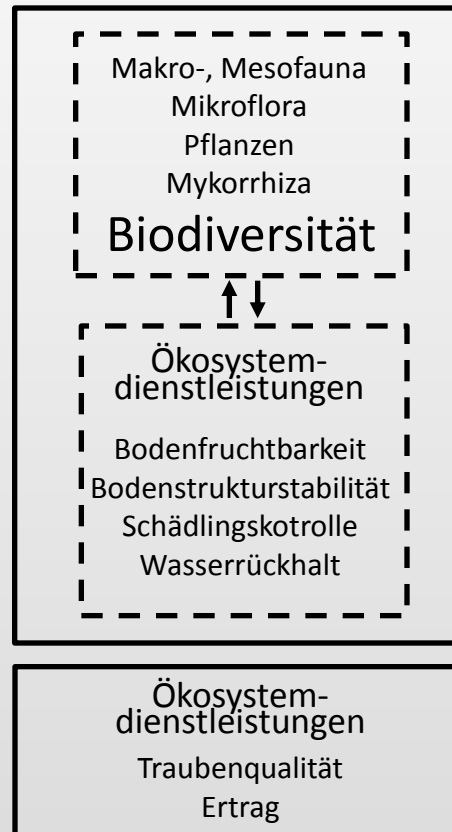 Makro-, Mesofauna
Mikroflora
Pflanzen
Mykorrhiza
Biodiversität
Ökosystem-
dienstleistungen
Bodenfruchtbarkeit
Bodenstrukturstabilität
Schädlingskotrolle
Wasserrückhalt
Ökosystem-
dienstleistungen
Traubenqualität
Ertrag